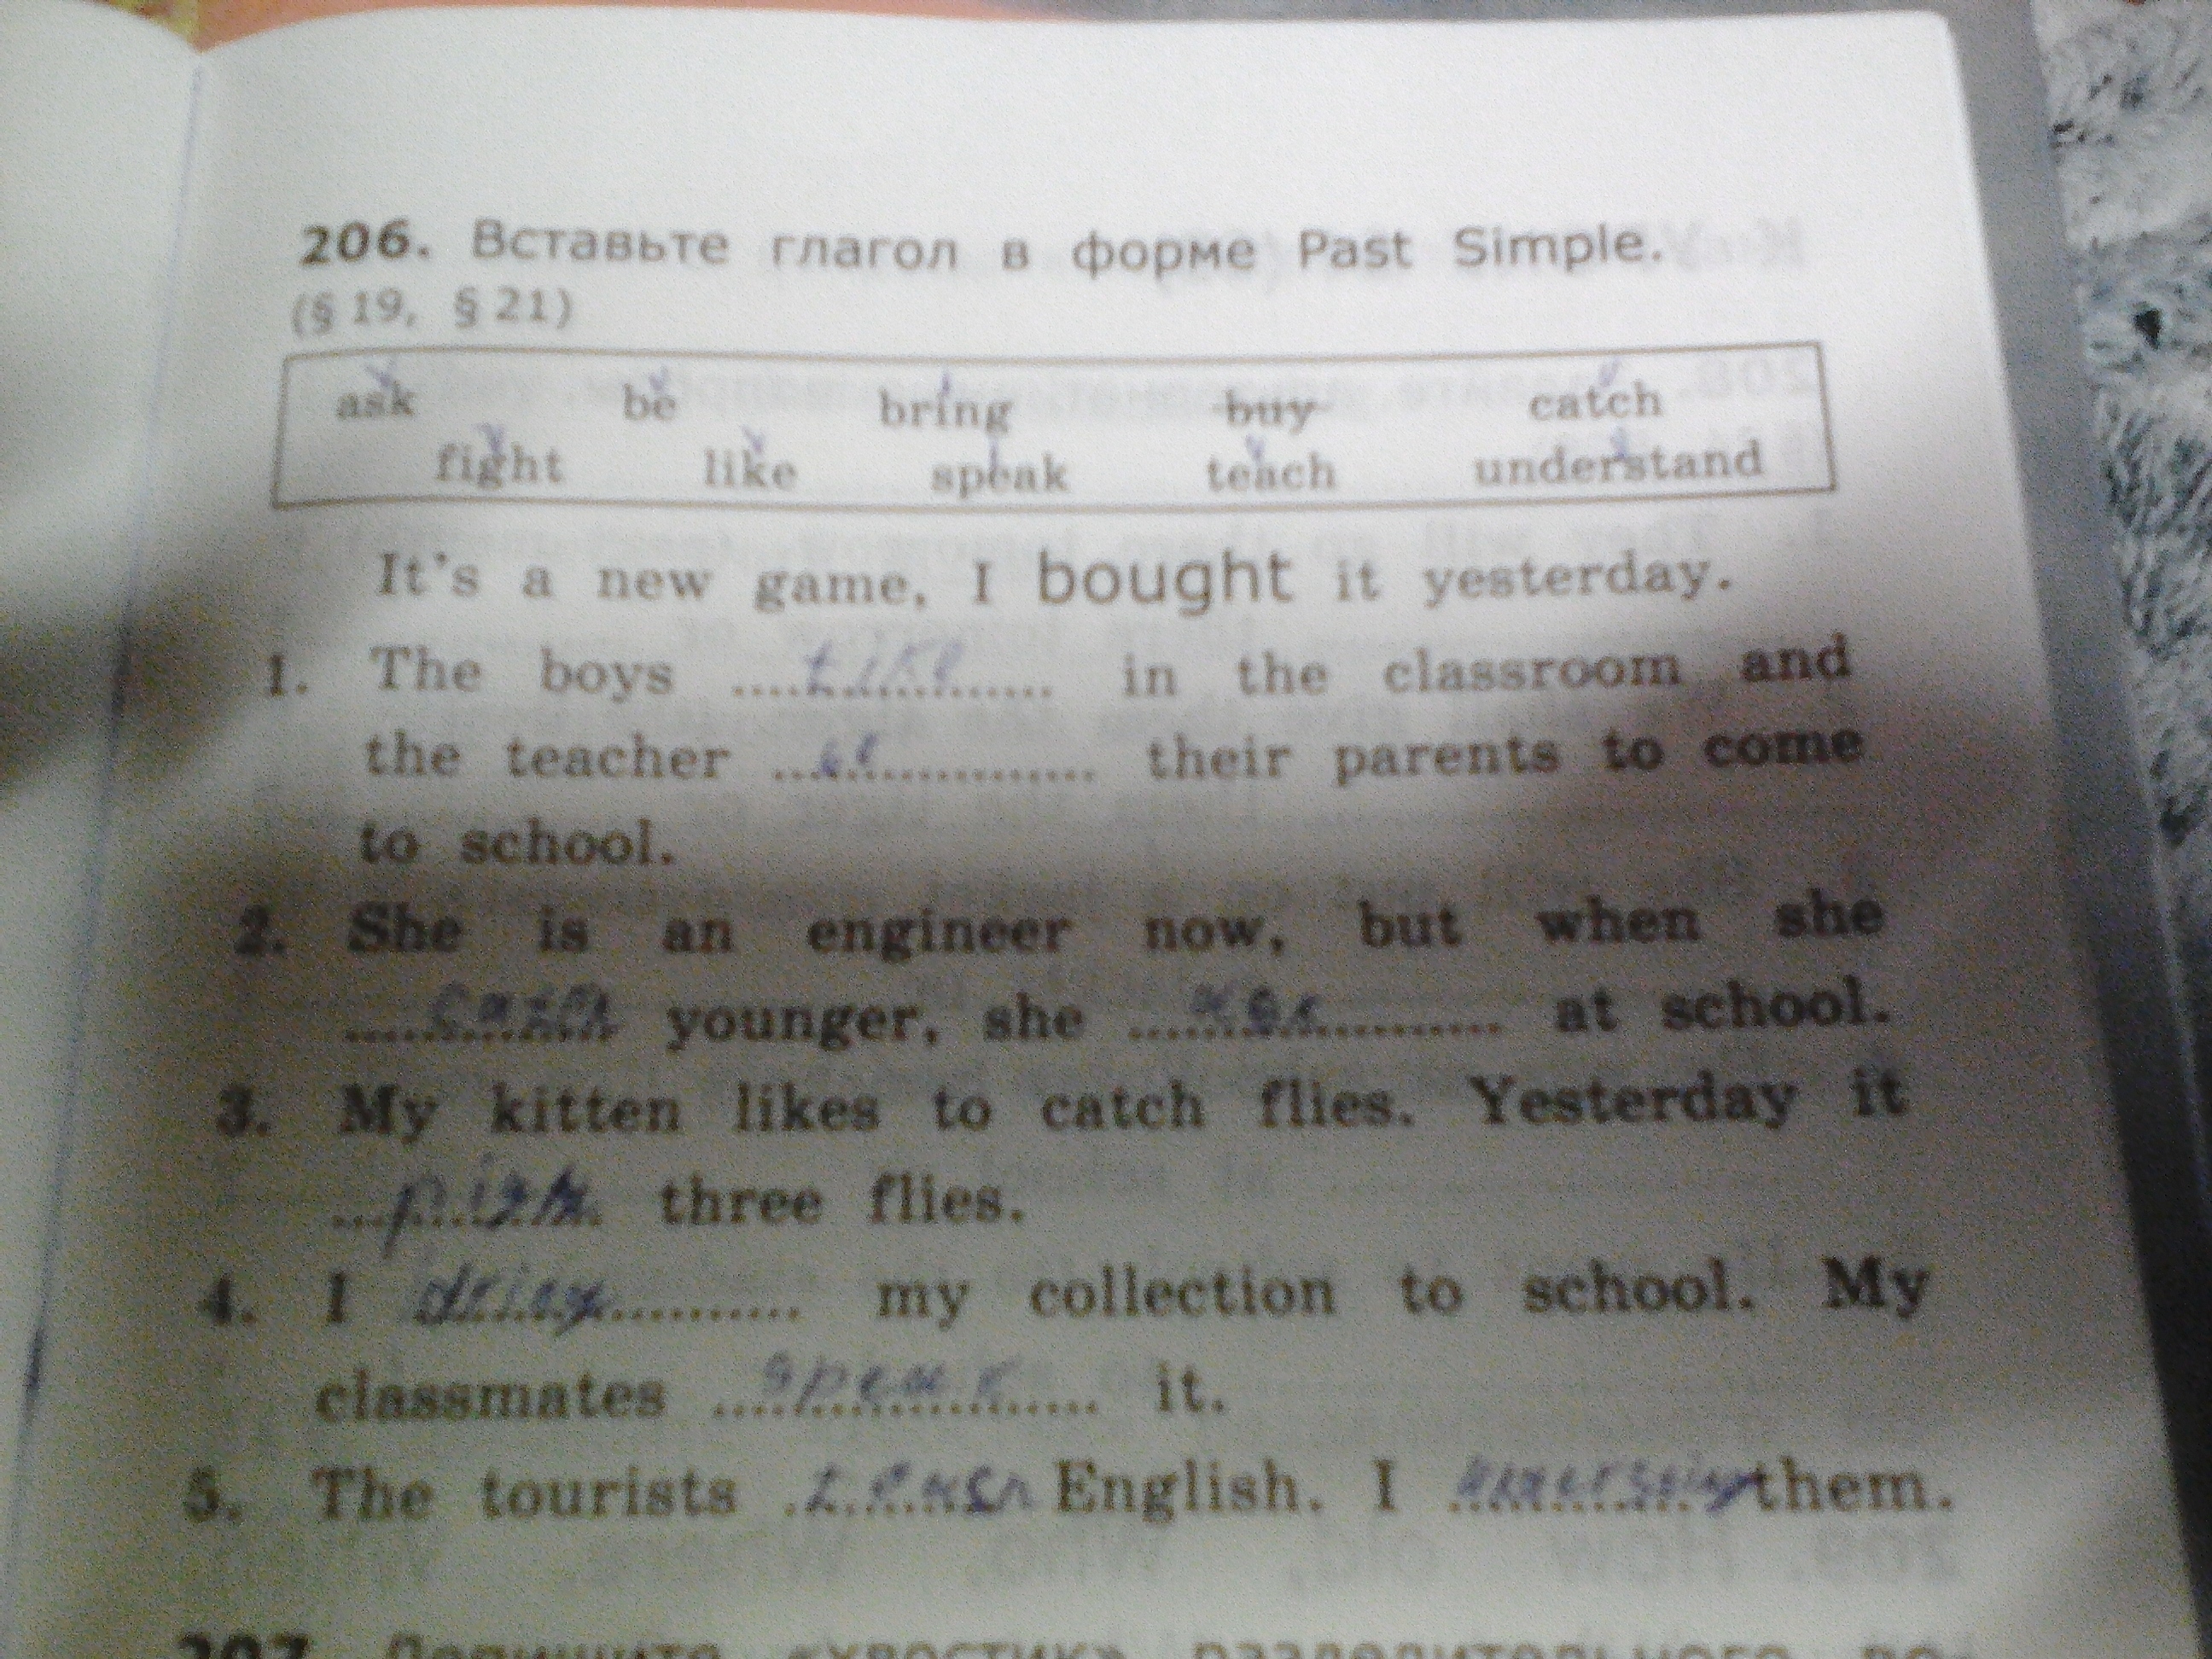 206. Вставьте глагол в форме Past Simple.
(§ 19, § 21)
ask be bring buy catch
fight like speak teach understand
It's a new game, I bought it yesterday.
1. The boys like in the classroom and
the teacher be their parents to come
to school.
2. She is an engineer now, but when she
younger, she at school.
3. My kitten likes to catch flies. Yesterday it
three flies.
4. I my collection to school. My
classmates speak it.
5. The tourists English. I them.
207.